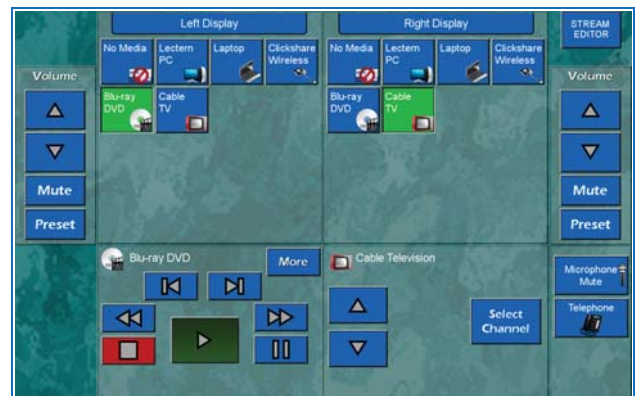 Left Display
Right Display
STREAM
EDITOR
No Media
Lectern
PC
Laptop
Clickshare
Wireless
No Media
Lectern
PC
Laptop
Clickshare
Wireless
Volume
Volume
Blu-ray
DVD
Cable
TV
Blu-ray
DVD
Cable
TV
Mute
Mute
Preset
Preset
Blu-ray DVD
More
Cable Television
Microphone
Mute
Select
Channel
Telephone